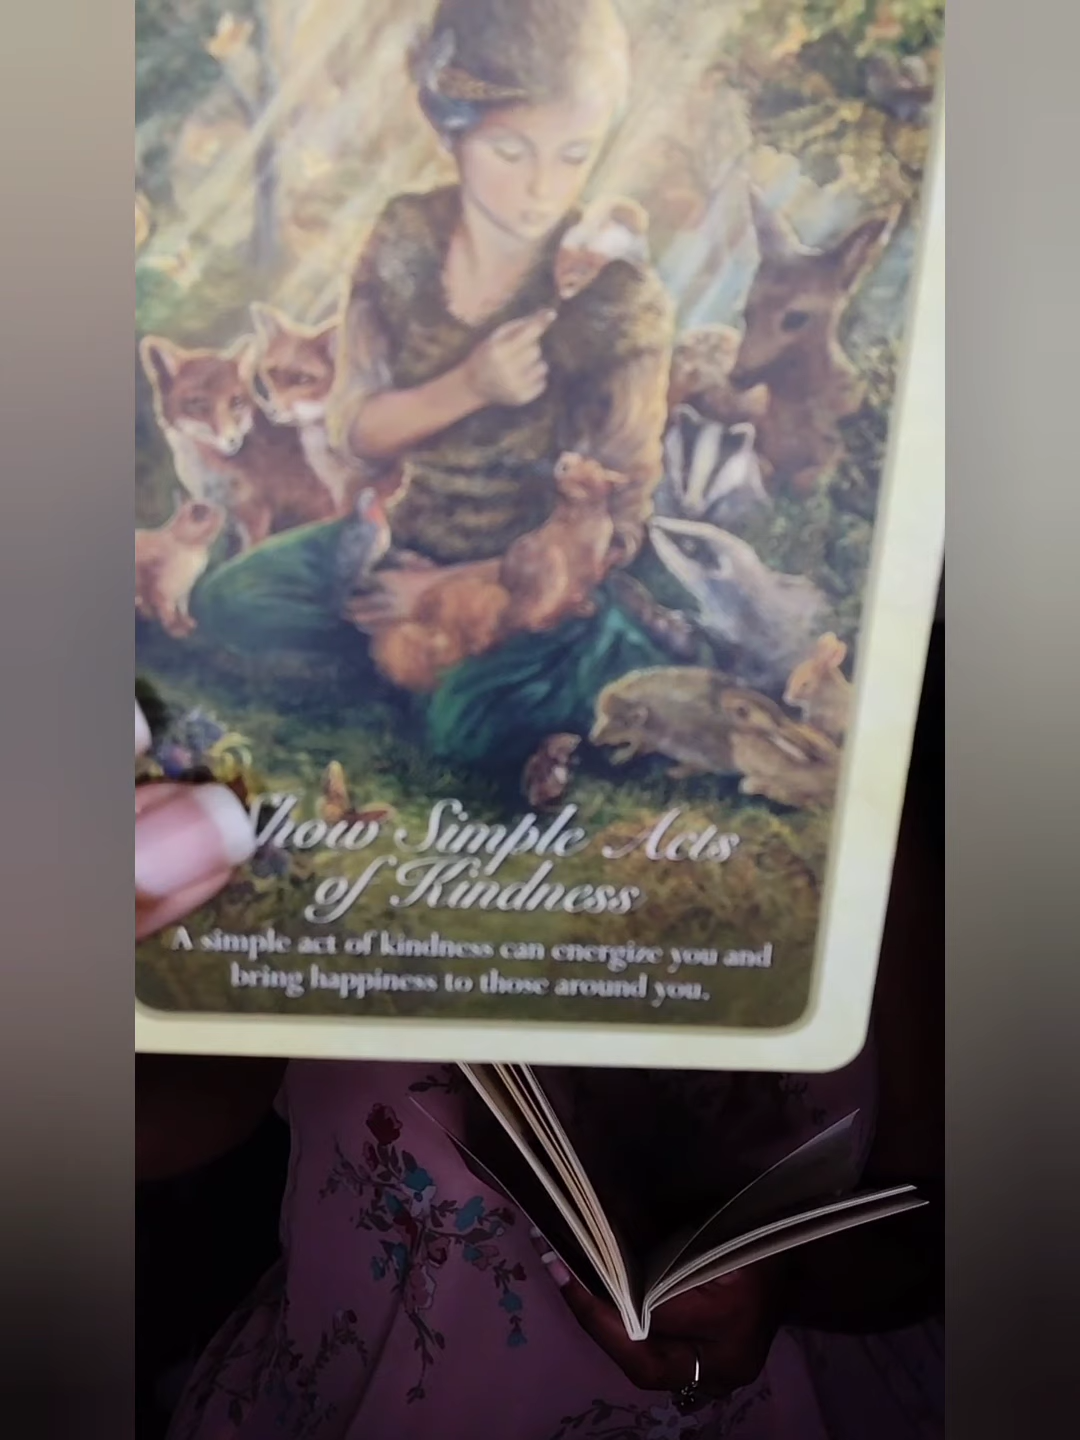 Show Simple Acts
of Kindness
A simple act of kindness can energize you and
bring happiness to those around you.